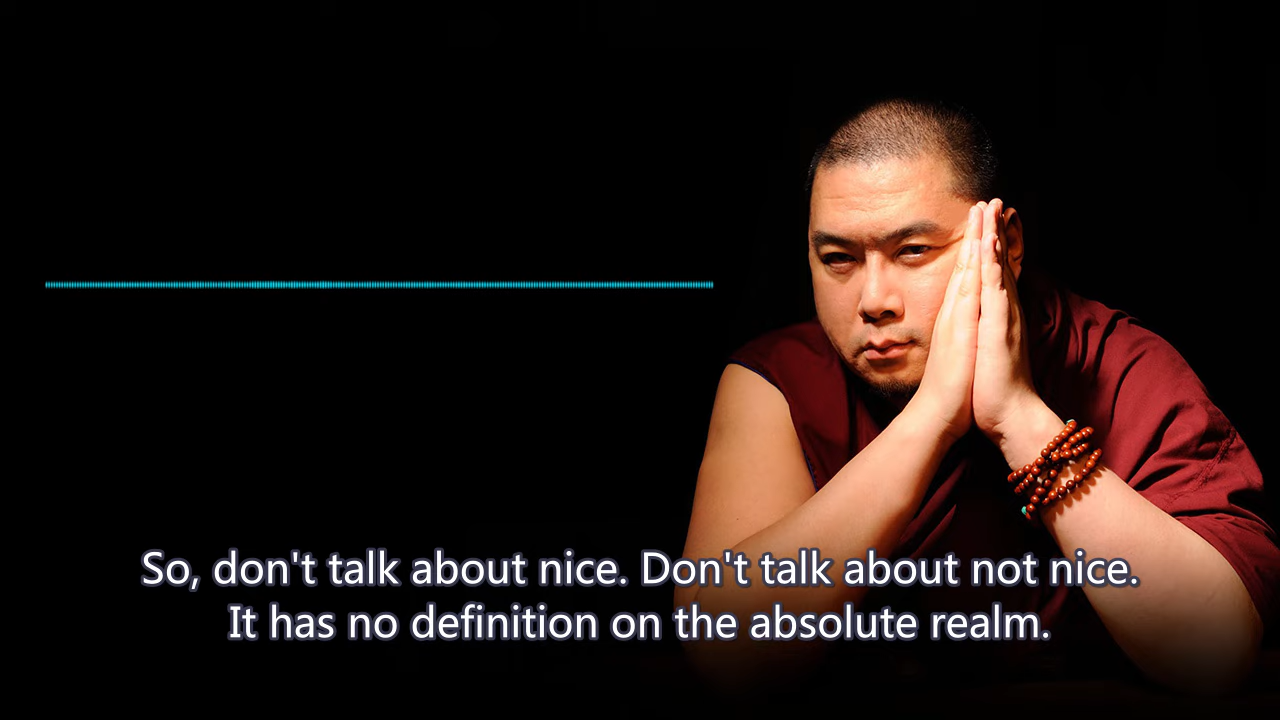 So, don't talk about nice. Don't talk about not nice.
It has no definition on the absolute realm.